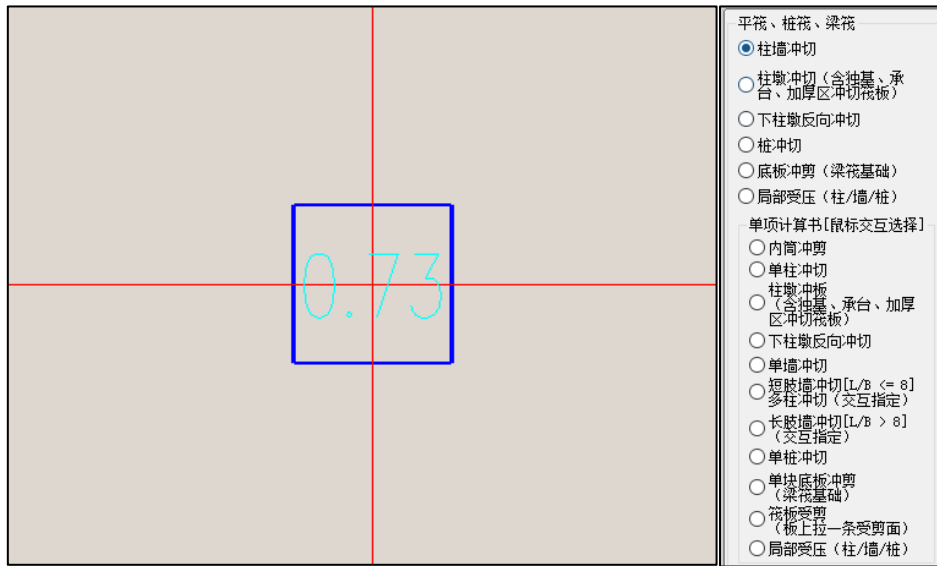 0.73
平筏、桩筏、梁筏
柱墙冲切
柱墩冲切(含独基、承
台、加厚区冲切筏板)
下柱墩反向冲切
桩冲切
底板冲剪(梁筏基础)
局部受压(柱/墙/桩)
单项计算书[鼠标交互选择]
内筒冲剪
单柱冲切
柱墩冲板
(含独基、承台、加厚
区冲切筏板)
下柱墩反向冲切
单墙冲切
短肢墙冲切[L/B <= 8]
多柱冲切(交互指定)
长肢墙冲切[L/B > 8]
(交互指定)
单桩冲切
单块底板冲剪
(梁筏基础)
筏板受剪
(板上拉一条受剪面)
局部受压(柱/墙/桩)